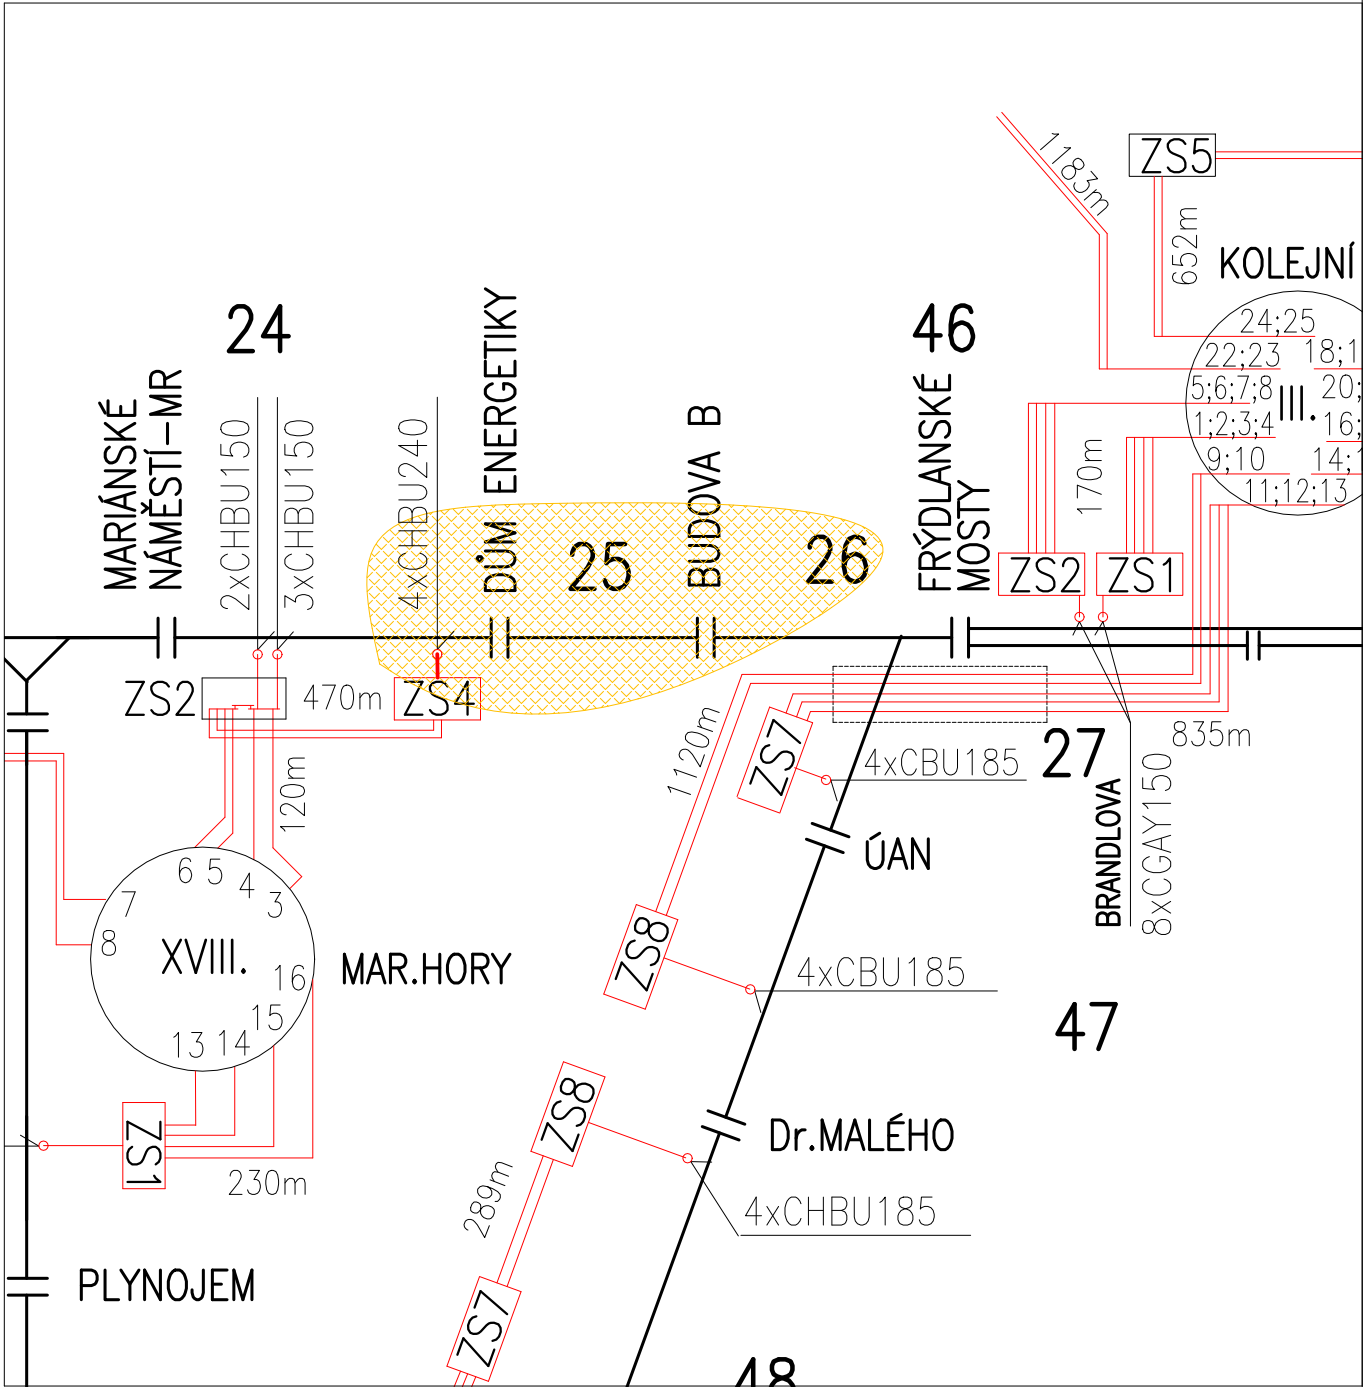 1183m
ZS5
652m
KOLEJNÍ
24;25
22;23
18;1
5;6;7;8
20;
III.
1;2;3;4
16;
9;10
14;1
11;12;13
24
46
MARIÁNSKÉ
NÁMĚSTÍ-MR
2xCHBU150
3xCHBU150
4xCHBU240
DŮM ENERGETIKY
25
BUDOVA B
26
FRÝDLANSKÉ
MOSTY
170m
ZS2
ZS1
ZS2
470m
ZS4
120m
1120m
ZS7
4xCBU185
27
835m
BRANDLOVA
8xCGAY150
ÚAN
6
5
4
3
7
8
XVIII.
16
15
14
13
MAR.HORY
ZS8
4xCBU185
47
ZS8
Dr.MALÉHO
ZS1
230m
289m
4xCHBU185
PLYNOJEM
ZS7
48